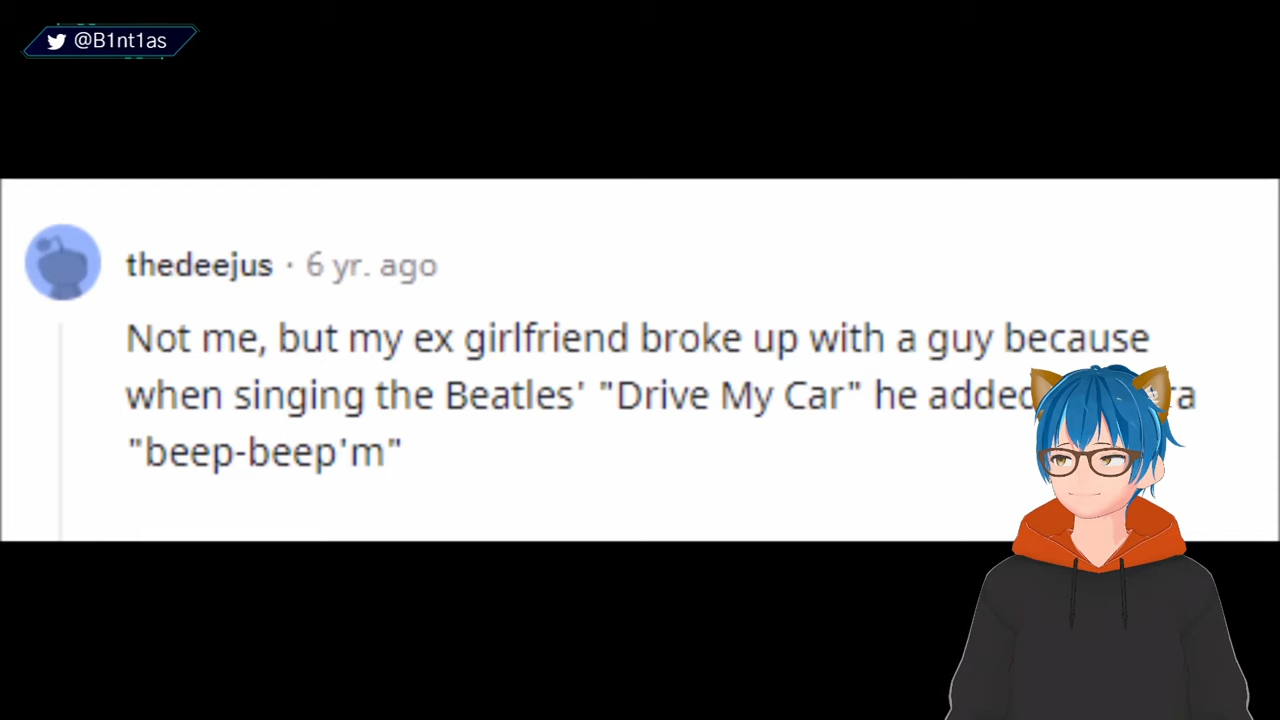 @B1nt1as
thedeejus · 6 yr. ago
Not me, but my ex girlfriend broke up with a guy because
when singing the Beatles' "Drive My Car" he added
"beep-beep'm"